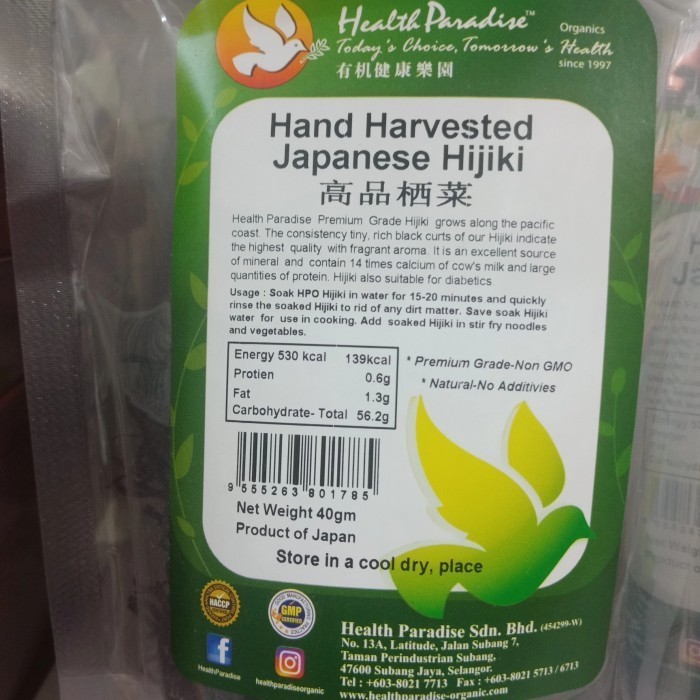 Health Paradise™ Organics
Today's Choice, Tomorrow's Health
有机健康樂園 since 1997
Hand Harvested
Japanese Hijiki
高品栖菜
Health Paradise Premium Grade Hijiki grows along the pacific
coast. The consistency tiny, rich black curts of our Hijiki indicate
the highest quality with fragrant aroma. It is an excellent source
of mineral and contain 14 times calcium of cow's milk and large
quantities of protein. Hijiki also suitable for diabetics
Usage : Soak HPO Hijiki in water for 15-20 minutes and quickly
rinse the soaked Hijiki to rid of any dirt matter. Save soak Hijiki
water for use in cooking. Add soaked Hijiki in stir fry noodles
and vegetables.
Energy 530 kcal 139kcal
Protien 0.6g
Fat 1.3g
Carbohydrate- Total 56.2g
* Premium Grade-Non GMO
* Natural-No Additivies
9 555263 801785
Net Weight 40gm
Product of Japan
Store in a cool dry, place
HACCP
GMP
CERTIFIED
HealthParadise
healthparadiseorganic
Health Paradise Sdn. Bhd. (454299-W)
No. 13A, Latitude, Jalan Subang 7,
Taman Perindustrian Subang,
47600 Subang Jaya, Selangor.
Tel : +603-8021 7713 Fax : +603-8021 5713 / 6713
www.healthparadise-organic.com